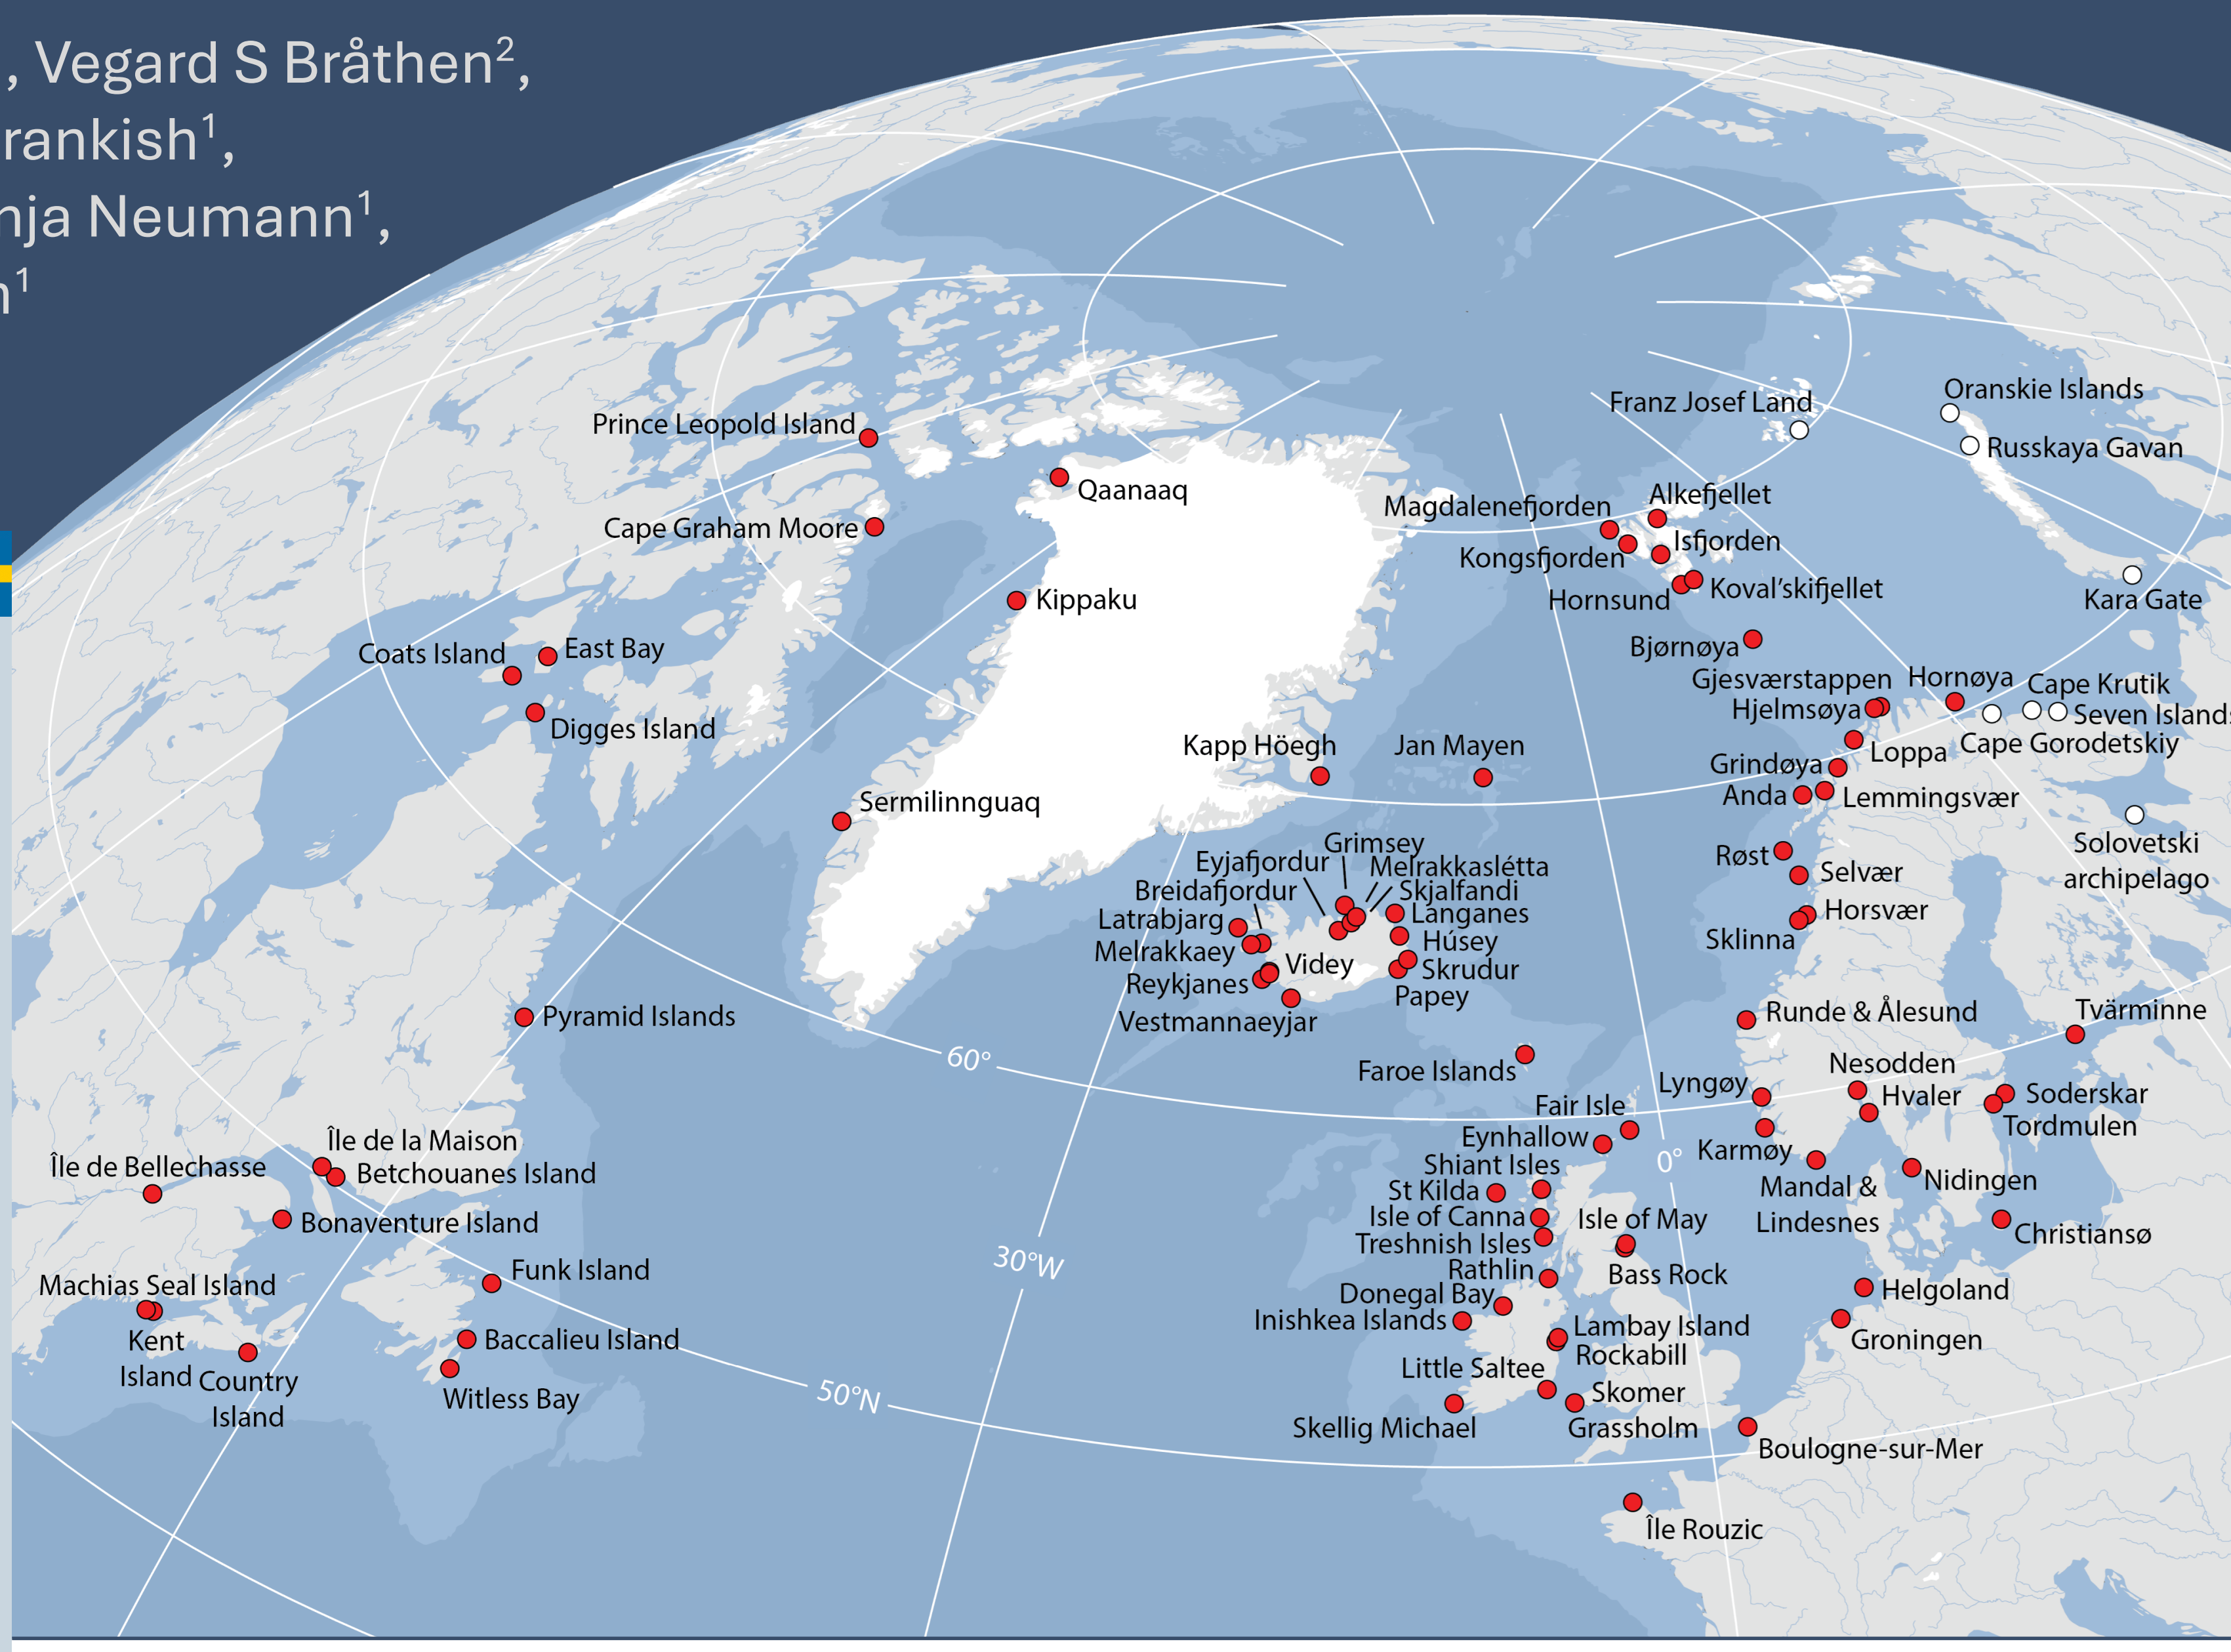 , Vegard S Bråthen²,
rankish¹,
nja Neumann¹,
n¹
Oranskie Islands
Franz Josef Land
Prince Leopold Island
Russkaya Gavan
Qaanaaq
Alkefjellet
Magdalenefjorden
Cape Graham Moore
Isfjorden
Kongsfjorden
Koval’skifjellet
Kippaku
Hornsund
Kara Gate
East Bay
Coats Island
Bjørnøya
Gjesværstappen
Hornøya
Cape Krutik
Hjelmsøya
Seven Islands
Digges Island
Kapp Höegh
Jan Mayen
Loppa
Cape Gorodetskiy
Grindøya
Anda
Lemmingsvær
Sermilinnguaq
Grimsey
Solovetski
archipelago
Eyjafjordur
Melrakkaslétta
Røst
Selvær
Breidafjordur
Skjalfandi
Latrabjarg
Langanes
Horsvær
Melrakkaey
Húsey
Sklinna
Videy
Skrudur
Reykjanes
Papey
Vestmannaeyjar
Pyramid Islands
Runde & Ålesund
Tvärminne
60°
Faroe Islands
Nesodden
Lyngøy
Hvaler
Soderskar
Fair Isle
Tordmulen
Eynhallow
Île de la Maison
Karmøy
0°
Île de Bellechasse
Betchouanes Island
Shiant Isles
St Kilda
Mandal &
Lindesnes
Nidingen
Bonaventure Island
Isle of Canna
Isle of May
Christiansø
Treshnish Isles
30°W
Funk Island
Rathlin
Bass Rock
Machias Seal Island
Donegal Bay
Helgoland
Inishkea Islands
Kent
Island
Baccalieu Island
Lambay Island
Rockabill
Groningen
Country
Island
Little Saltee
Witless Bay
50°N
Skomer
Skellig Michael
Grassholm
Boulogne-sur-Mer
Île Rouzic